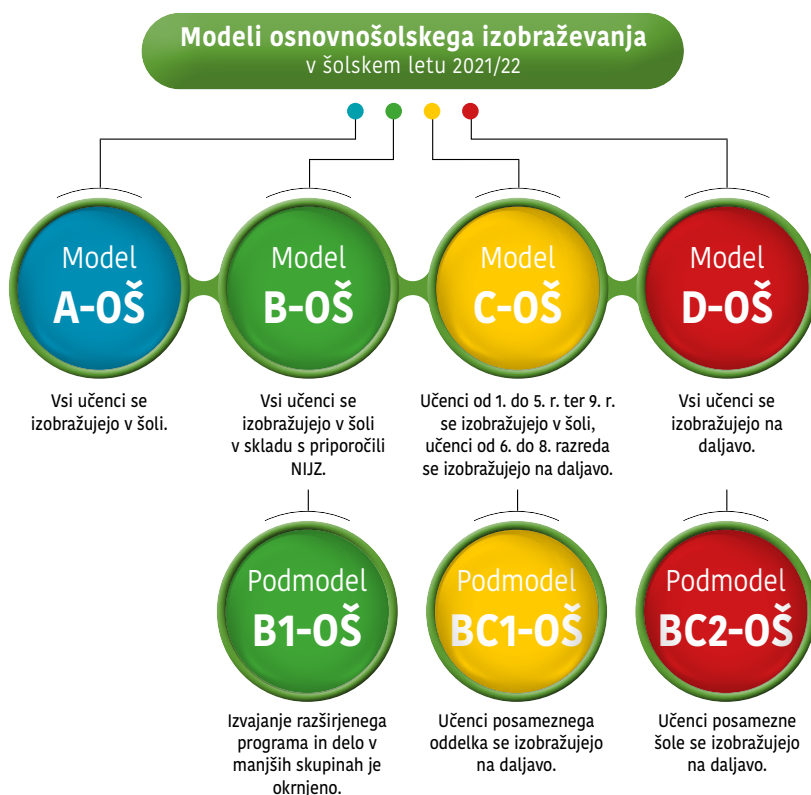 Modeli osnovnošolskega izobraževanja
v šolskem letu 2021/22
Model
A-OŠ
Vsi učenci se
izobražujejo v šoli.
Model
B-OŠ
Vsi učenci se
izobražujejo v šoli
v skladu s priporočili
NIJZ.
Model
C-OŠ
Učenci od 1. do 5. r. ter 9. r.
se izobražujejo v šoli,
učenci od 6. do 8. razreda
se izobražujejo na daljavo.
Model
D-OŠ
Vsi učenci se
izobražujejo na
daljavo.
Podmodel
B1-OŠ
Izvajanje razširjenega
programa in delo v
manjših skupinah je
okrnjeno.
Podmodel
BC1-OŠ
Učenci posameznega
oddelka se izobražujejo
na daljavo.
Podmodel
BC2-OŠ
Učenci posamezne
šole se izobražujejo
na daljavo.